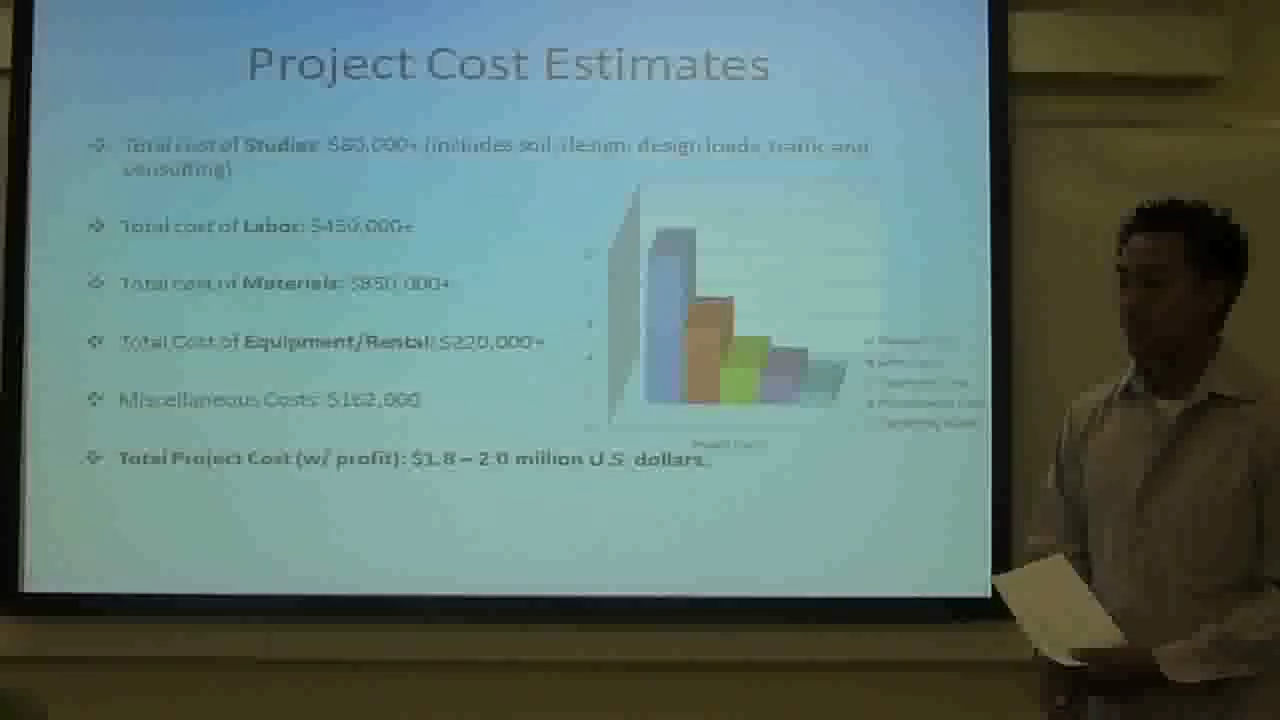 Project Cost Estimates
Total cost of Studies: $80,000+ (includes soil, design, design loads, traffic and
consulting)
Total cost of Labor: $450,000+
Total cost of Materials: $850,000+
Total Cost of Equipment/Rental: $220,000+
Miscellaneous Costs: $162,000
Total Project Cost (w/ profit): $1.8 – 2.0 million U.S. dollars.